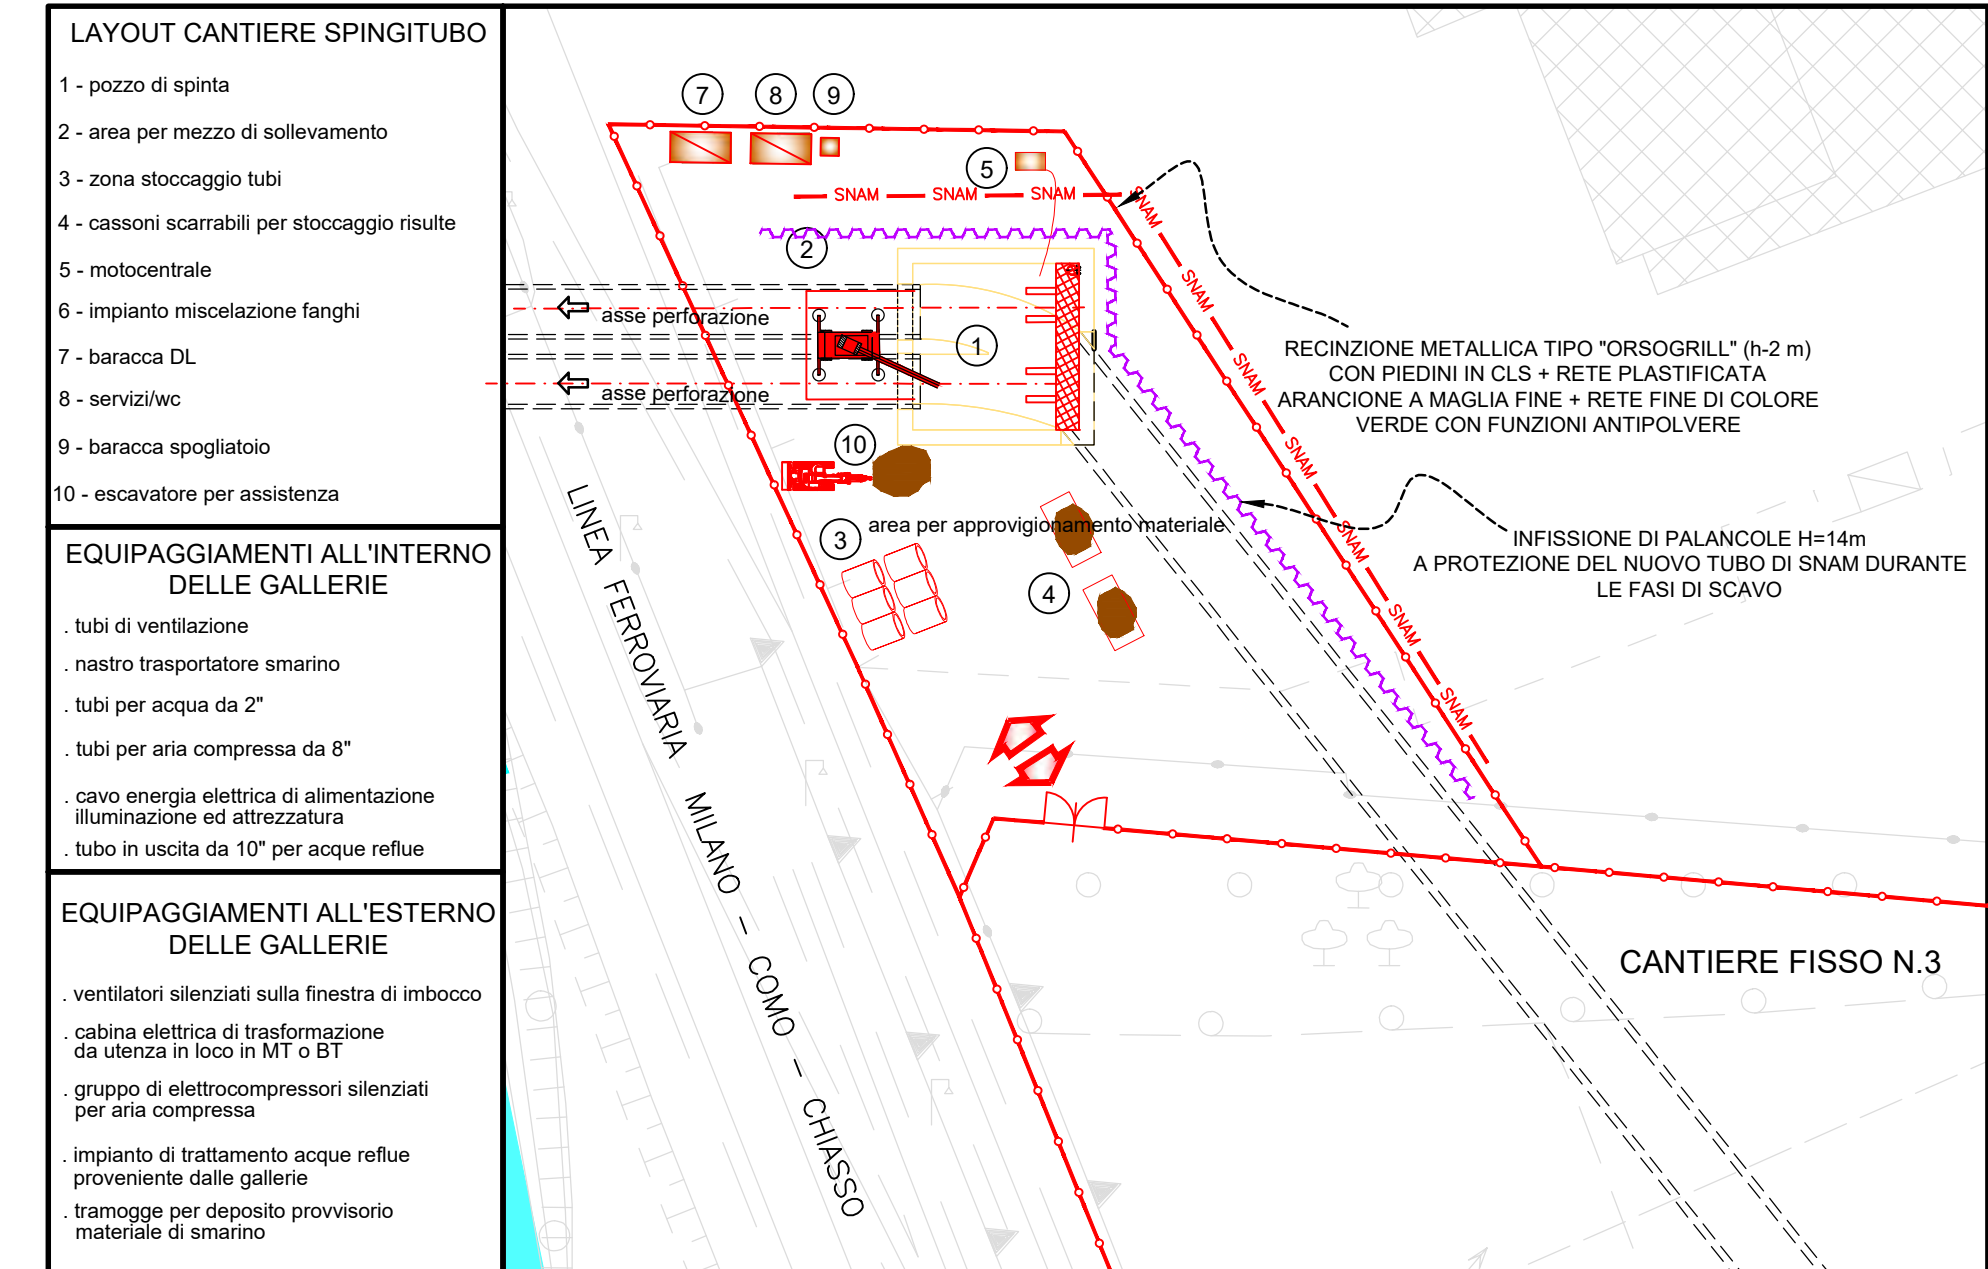 LAYOUT CANTIERE SPINGITUBO
1 - pozzo di spinta
2 - area per mezzo di sollevamento
3 - zona stoccaggio tubi
4 - cassoni scarrabili per stoccaggio risulte
5 - motocentrale
6 - impianto miscelazione fanghi
7 - baracca DL
8 - servizi/wc
9 - baracca spogliatoio
10 - escavatore per assistenza
EQUIPAGGIAMENTI ALL'INTERNO
DELLE GALLERIE
. tubi di ventilazione
. nastro trasportatore smarino
. tubi per acqua da 2"
. tubi per aria compressa da 8"
. cavo energia elettrica di alimentazione
illuminazione ed attrezzatura
. tubo in uscita da 10" per acque reflue
EQUIPAGGIAMENTI ALL'ESTERNO
DELLE GALLERIE
. ventilatori silenziati sulla finestra di imbocco
. cabina elettrica di trasformazione
da utenza in loco in MT o BT
. gruppo di elettrocompressori silenziati
per aria compressa
. impianto di trattamento acque reflue
proveniente dalle gallerie
. tramogge per deposito provvisorio
materiale di smarino
7
8
9
5
SNAM SNAM SNAM
2
asse perforazione
1
asse perforazione
10
area per approvigionamento materiale
3
4
SNAM SNAM SNAM SNAM SNAM SNAM SNAM
RECINZIONE METALLICA TIPO "ORSOGRILL" (h-2 m)
CON PIEDINI IN CLS + RETE PLASTIFICATA
ARANCIONE A MAGLIA FINE + RETE FINE DI COLORE
VERDE CON FUNZIONI ANTIPOLVERE
INFISSIONE DI PALANCOLE H=14m
A PROTEZIONE DEL NUOVO TUBO DI SNAM DURANTE
LE FASI DI SCAVO
LINEA FERROVIARIA MILANO - COMO - CHIASSO
CANTIERE FISSO N.3